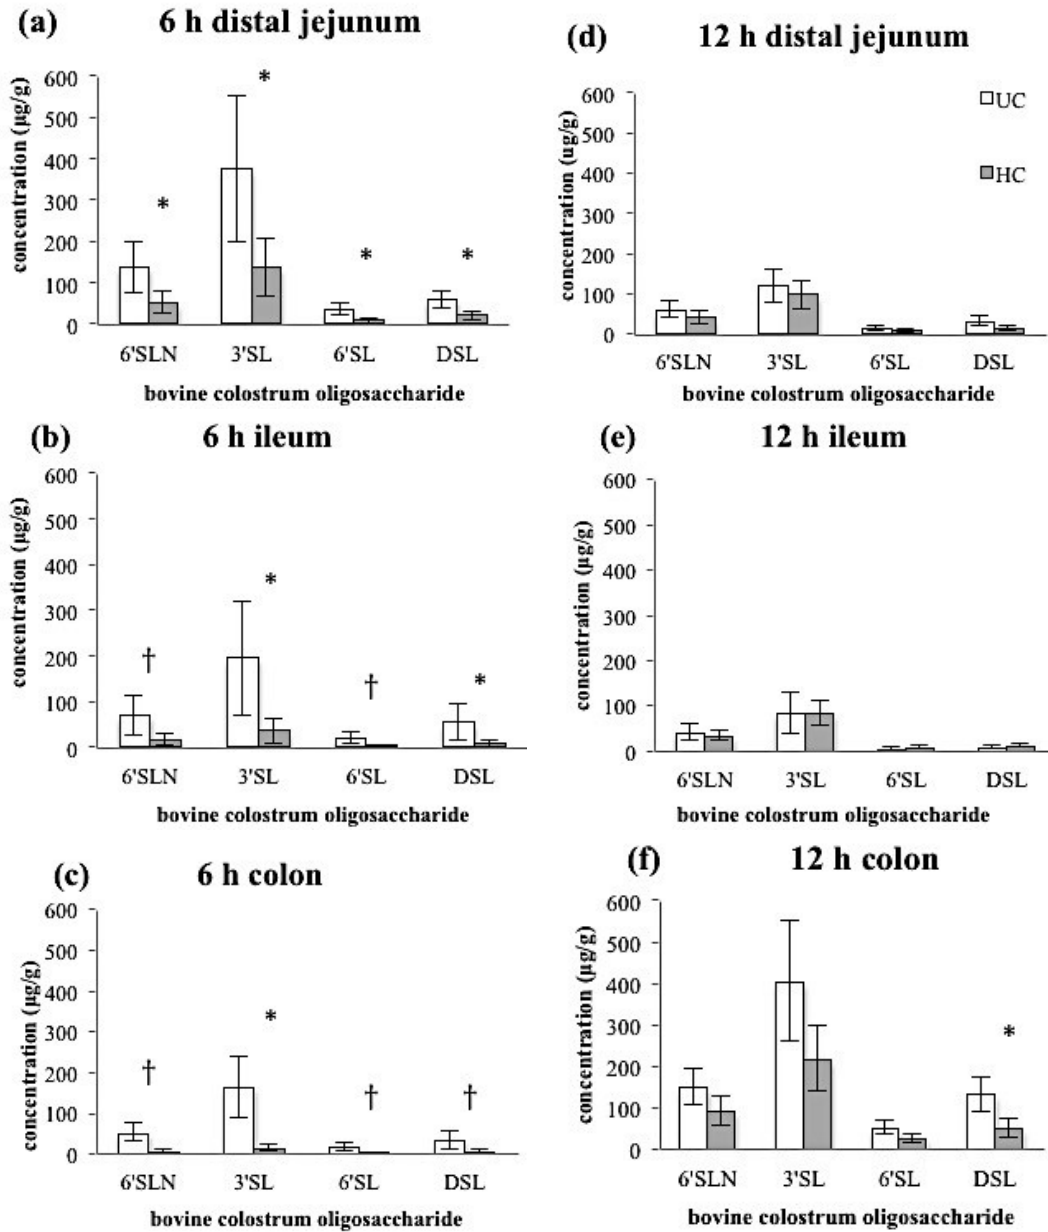 (a) 6 h distal jejunum
concentration (µg/g)
600
500
400
300
200
100
0
*
*
*
*
6'SLN 3'SL 6'SL DSL
bovine colostrum oligosaccharide
(d) 12 h distal jejunum
concentration (ug/g)
600
500
400
300
200
100
0
UC
HC
6'SLN 3'SL 6'SL DSL
bovine colostrum oligosaccharide
(b) 6 h ileum
concentration (µg/g)
600
500
400
300
200
100
0
†
*
†
*
6'SLN 3'SL 6'SL DSL
bovine colostrum oligosaccharide
(e) 12 h ileum
concentration (µg/g)
600
500
400
300
200
100
0
6'SLN 3'SL 6'SL DSL
bovine colostrum oligosaccharide
(c) 6 h colon
concentration (µg/g)
600
500
400
300
200
100
0
†
*
†
†
6'SLN 3'SL 6'SL DSL
bovine colostrum oligosaccharide
(f) 12 h colon
concentration (µg/g)
600
500
400
300
200
100
0
*
6'SLN 3'SL 6'SL DSL
bovine colostrum oligosaccharide